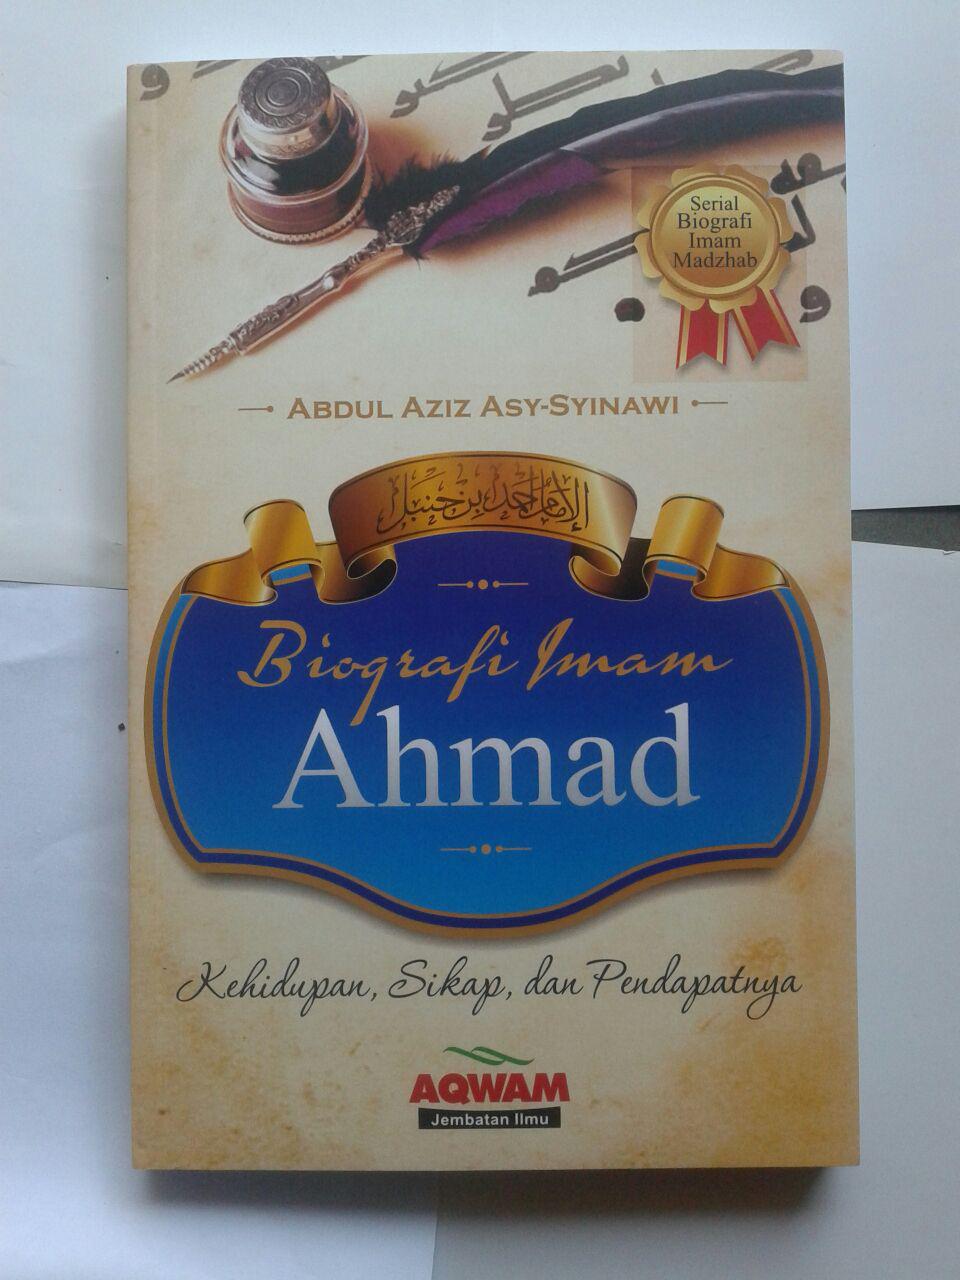 Serial
Biografi
Imam
Madzhab
ABDUL AZIZ ASY-SYINAWI
الإمام أحمد بن حنبل
Biografi Imam
Ahmad
Kehidupan, Sikap, dan Pendapatnya
AQWAM
Jembatan Ilmu